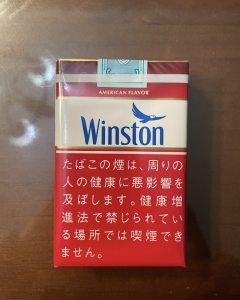 AMERICAN FLAVOR
Winston
たばこの煙は、周りの
人の健康に悪影響を
及ぼします。健康増
進法で禁じられてい
る場所では喫煙でき
ません。